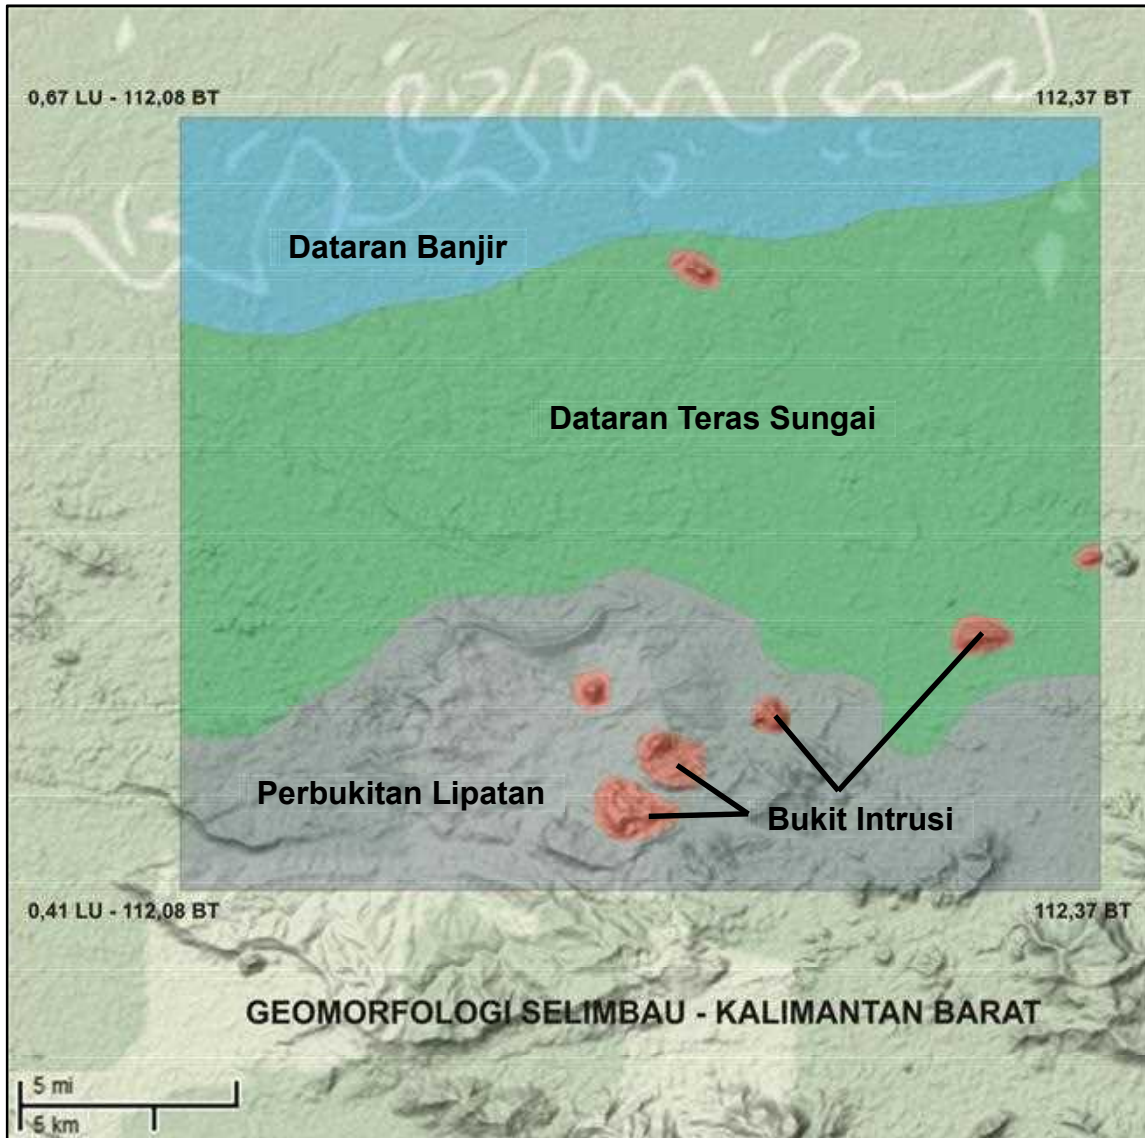 0,67 LU - 112,08 BT
112,37 BT
Dataran Banjir
Dataran Teras Sungai
Perbukitan Lipatan
Bukit Intrusi
0,41 LU - 112,08 BT
112,37 BT
GEOMORFOLOGI SELIMBAU - KALIMANTAN BARAT
5 mi
5 km